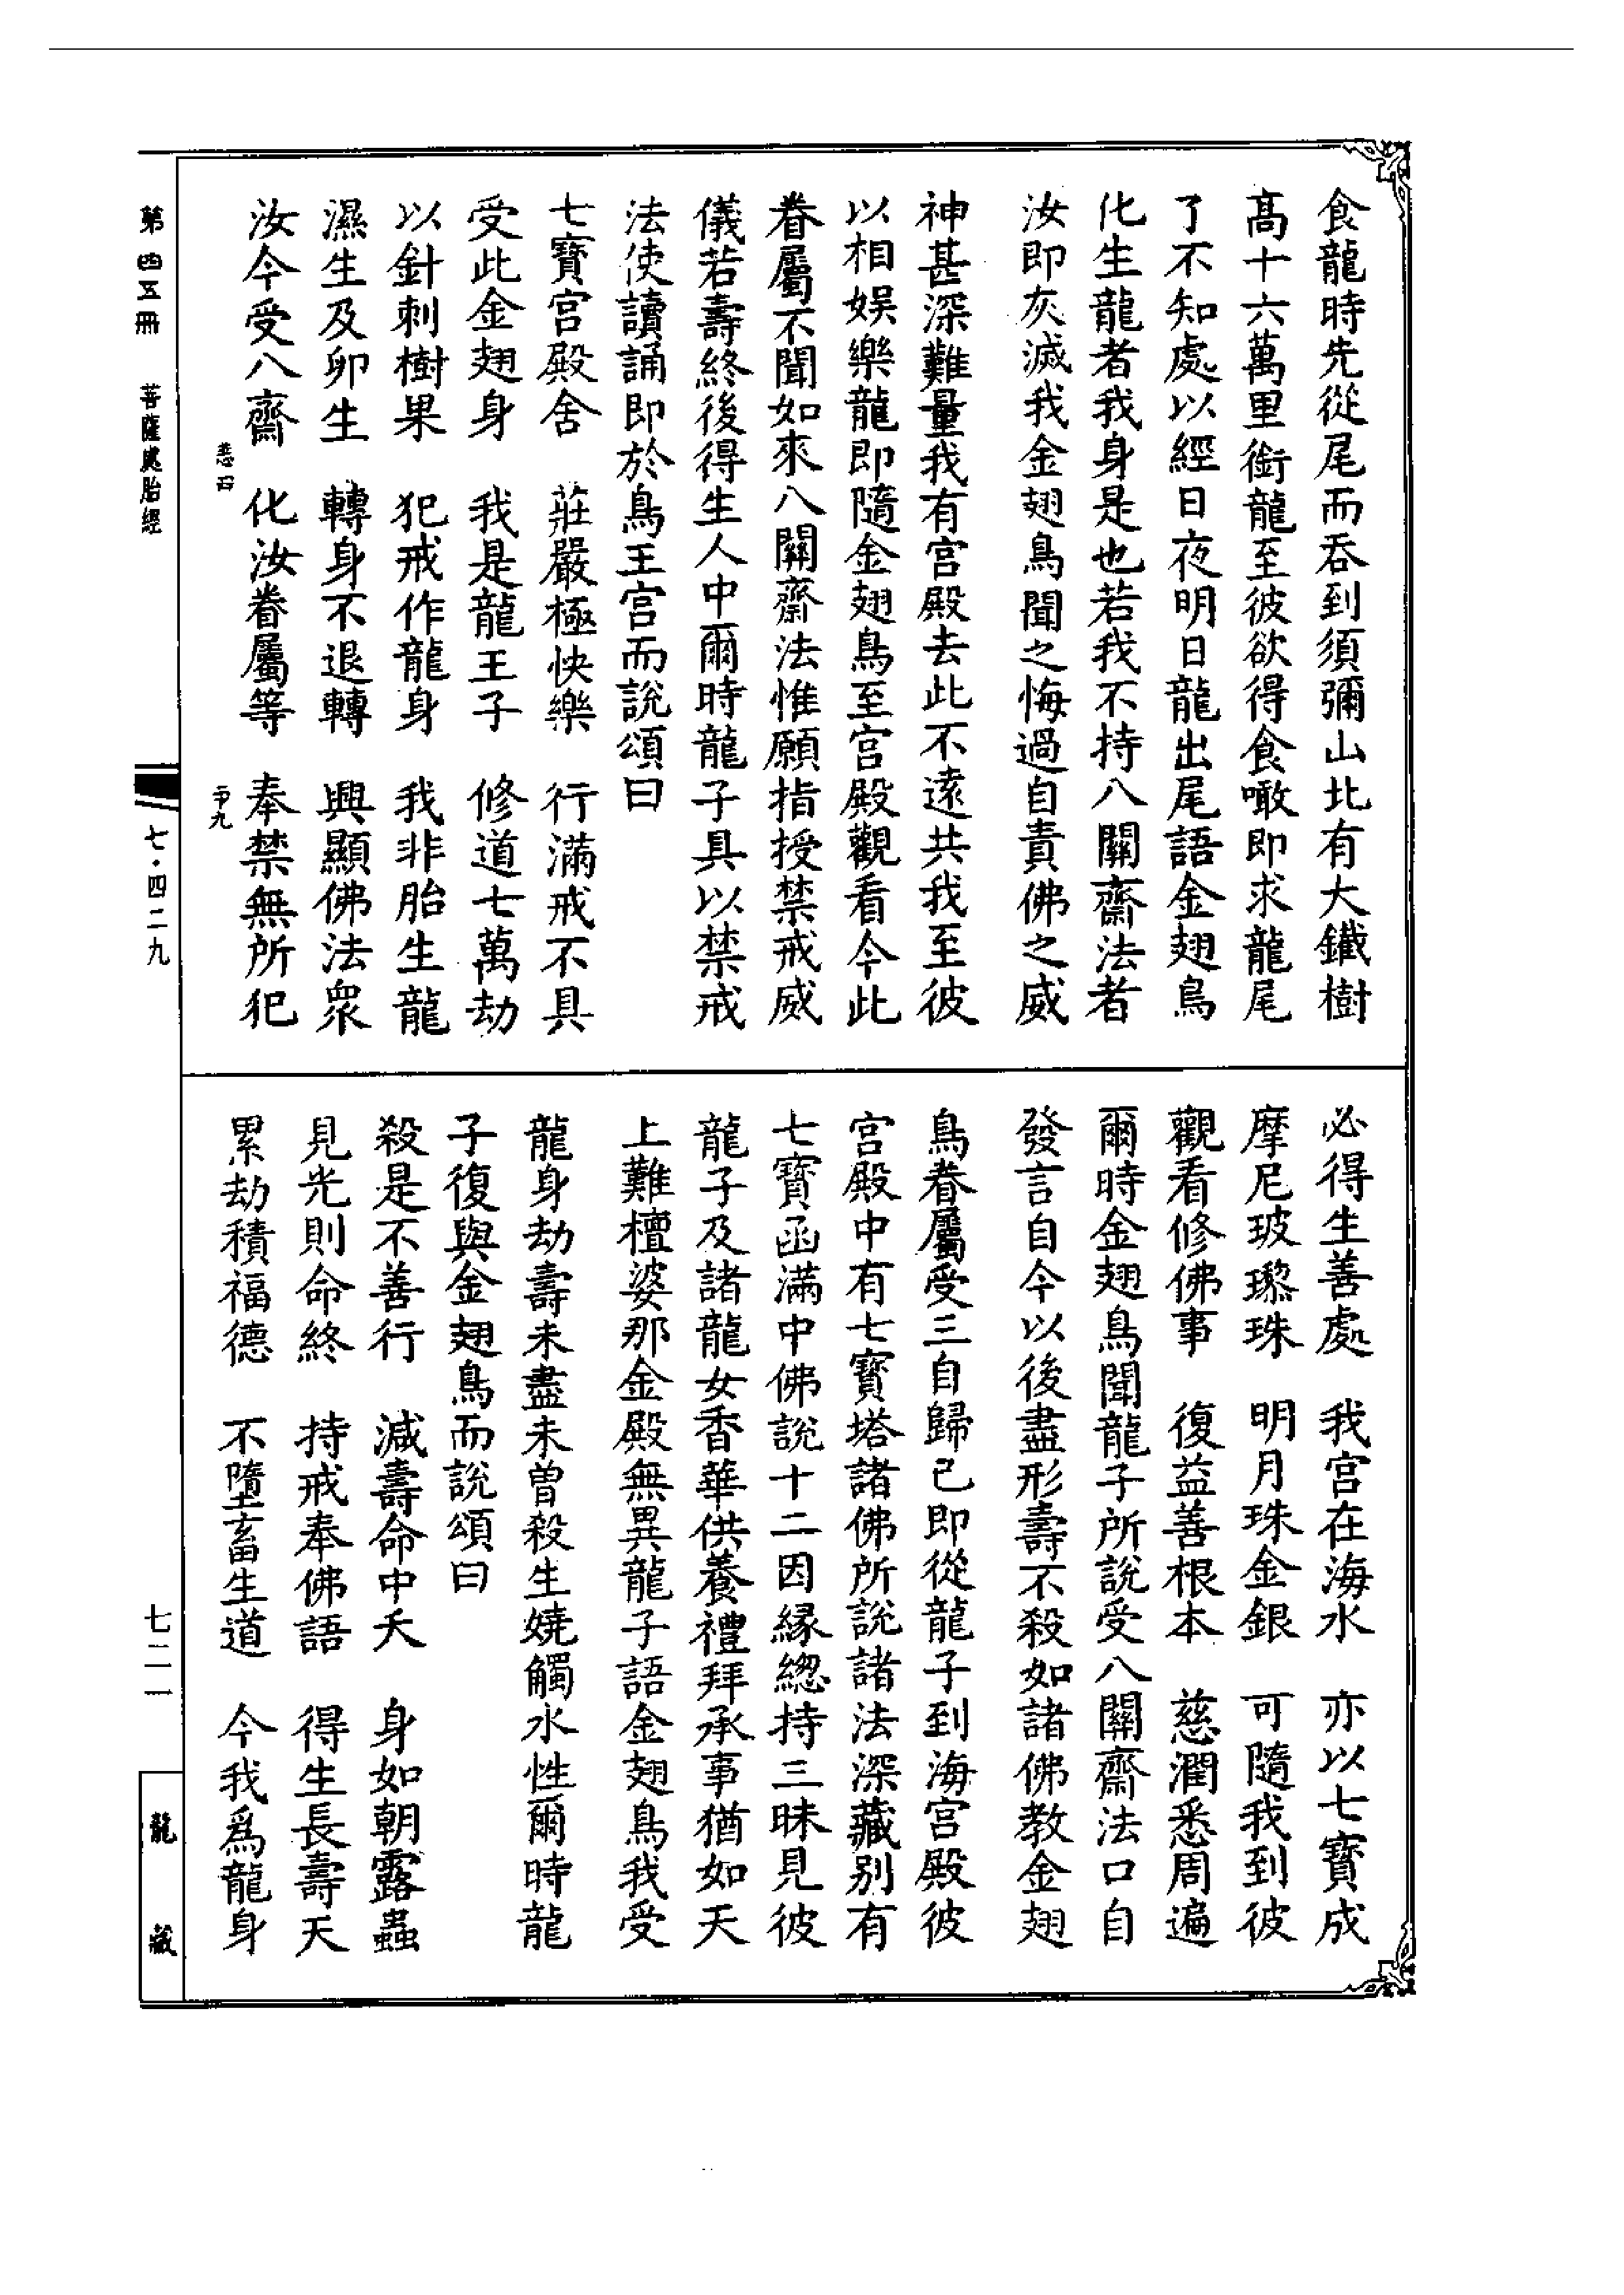 食龍時先從尾而吞到須彌山北有大鐵樹
高十六萬里銜龍至彼欲得食噉即求龍尾
了不知處以經日夜明日龍出尾語金翅鳥
化生龍者我身是也若我不持八關齋法者
汝即灰滅我金翅鳥聞之悔過自責佛之威
神甚深難量我有宮殿去此不遠共我至彼
以相娛樂龍即隨金翅鳥至宮殿觀看今此
眷屬不聞如來八關齋法惟願指授禁戒威
儀若壽終後得生人中爾時龍子具以禁戒
法使讀誦即於鳥王宮而說頌曰
七寶宮殿舍　莊嚴極快樂　行滿戒不具
受此金翅身　我是龍王子　修道七萬劫
以針刺樹果　犯戒作龍身　我非胎生龍
濕生及卵生　轉身不退轉　興顯佛法衆
汝今受八齋　化汝眷屬等　奉禁無所犯
必得生善處　我宮在海水　亦以七寶成
摩尼玻瓈珠　明月珠金銀　可隨我到彼
觀看修佛事　復益善根本　慈潤悉周遍
爾時金翅鳥聞龍子所說受八關齋法口自
發言自今以後盡形壽不殺如諸佛教金翅
鳥眷屬受三自歸已即從龍子到海宮殿彼
宮殿中有七寶塔諸佛所說諸法深藏別有
七寶函滿中佛說十二因緣總持三昧見彼
龍子及諸龍女香華供養禮拜承事猶如天
上難檀婆那金殿無異龍子語金翅鳥我受
龍身劫壽未盡未曾殺生嬈觸水性爾時龍
子復與金翅鳥而說頌曰
殺是不善行　減壽命中夭　身如朝露蟲
見光則命終　持戒奉佛語　得生長壽天
累劫積福德　不墮畜生道　今我爲龍身
第四五冊　菩薩處胎經
七·四二九
七二一
龍藏